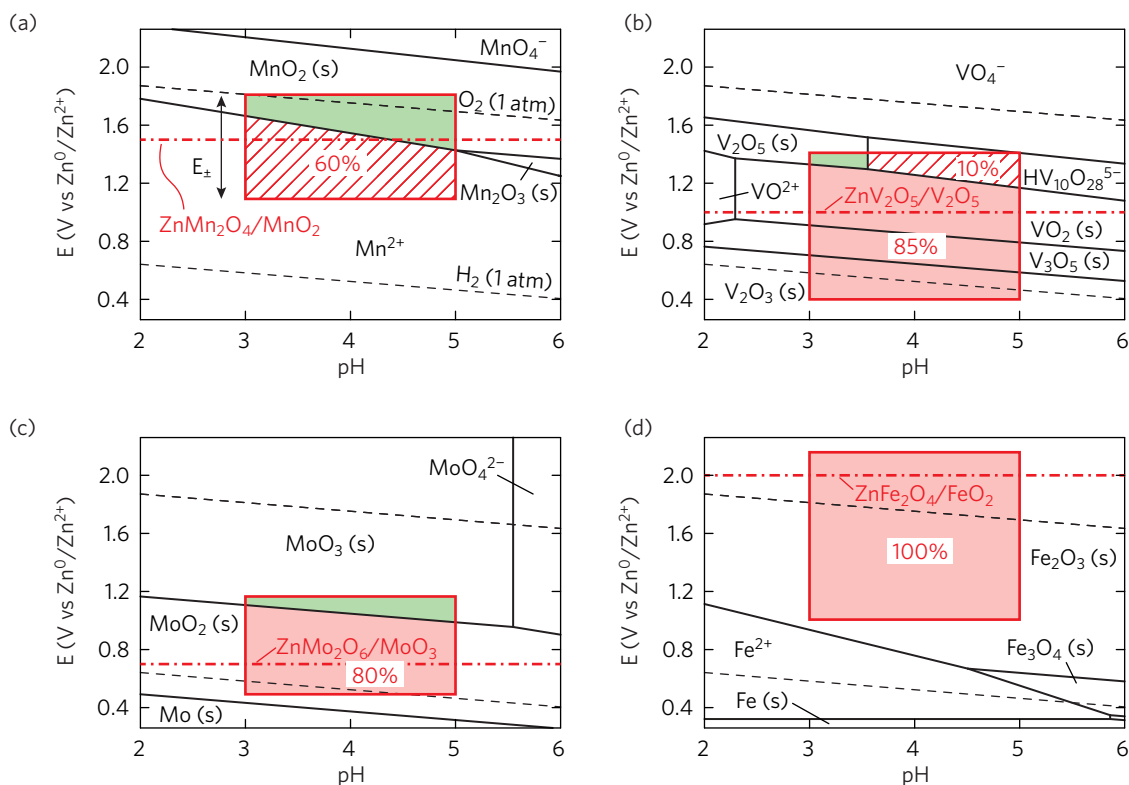 (a)
E (V vs Zn⁰/Zn²⁺)
2.0
1.6
1.2
0.8
0.4
MnO₄⁻
MnO₂ (s)
O₂ (1 atm)
E±
60%
Mn₂O₃ (s)
ZnMn₂O₄/MnO₂
Mn²⁺
H₂ (1 atm)
2 3 4 5 6
pH
(b)
E (V vs Zn⁰/Zn²⁺)
2.0
1.6
1.2
0.8
0.4
VO₄⁻
V₂O₅ (s)
10%
HV₁₀O₂₈⁵⁻
VO²⁺
ZnV₂O₅/V₂O₅
VO₂ (s)
85%
V₃O₅ (s)
V₂O₃ (s)
2 3 4 5 6
pH
(c)
E (V vs Zn⁰/Zn²⁺)
2.0
1.6
1.2
0.8
0.4
MoO₄²⁻
MoO₃ (s)
MoO₂ (s)
ZnMo₂O₆/MoO₃
80%
Mo (s)
2 3 4 5 6
pH
(d)
E (V vs Zn⁰/Zn²⁺)
2.0
1.6
1.2
0.8
0.4
ZnFe₂O₄/FeO₂
100%
Fe₂O₃ (s)
Fe²⁺
Fe₃O₄ (s)
Fe (s)
2 3 4 5 6
pH